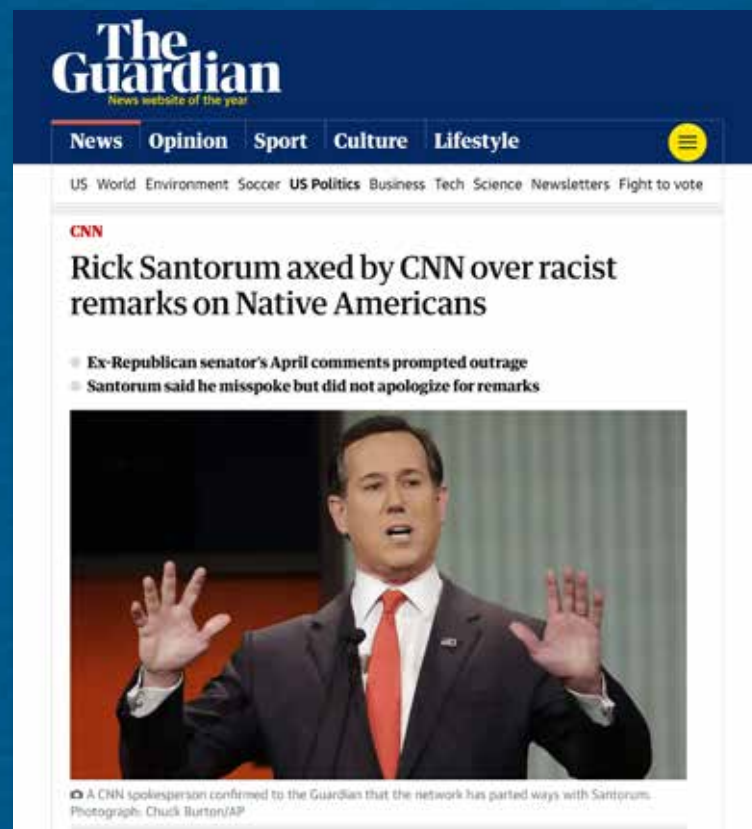 The
Guardian
News website of the year
News Opinion Sport Culture Lifestyle
US World Environment Soccer US Politics Business Tech Science Newsletters Fight to vote
CNN
Rick Santorum axed by CNN over racist
remarks on Native Americans
Ex-Republican senator's April comments prompted outrage
Santorum said he misspoke but did not apologize for remarks
A CNN spokesperson confirmed to the Guardian that the network has parted ways with Santorum.
Photograph: Chuck Burton/AP